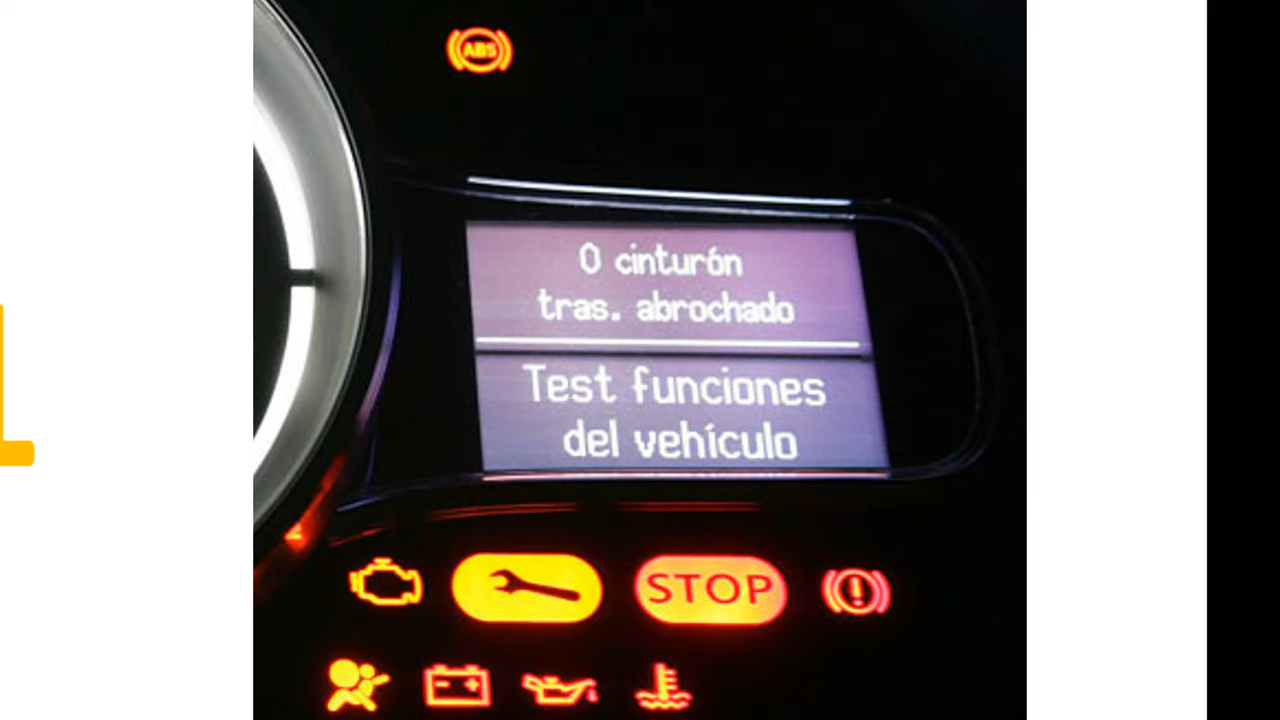 ABS
0 cinturón
tras. abrochado
Test funciones
del vehículo
STOP